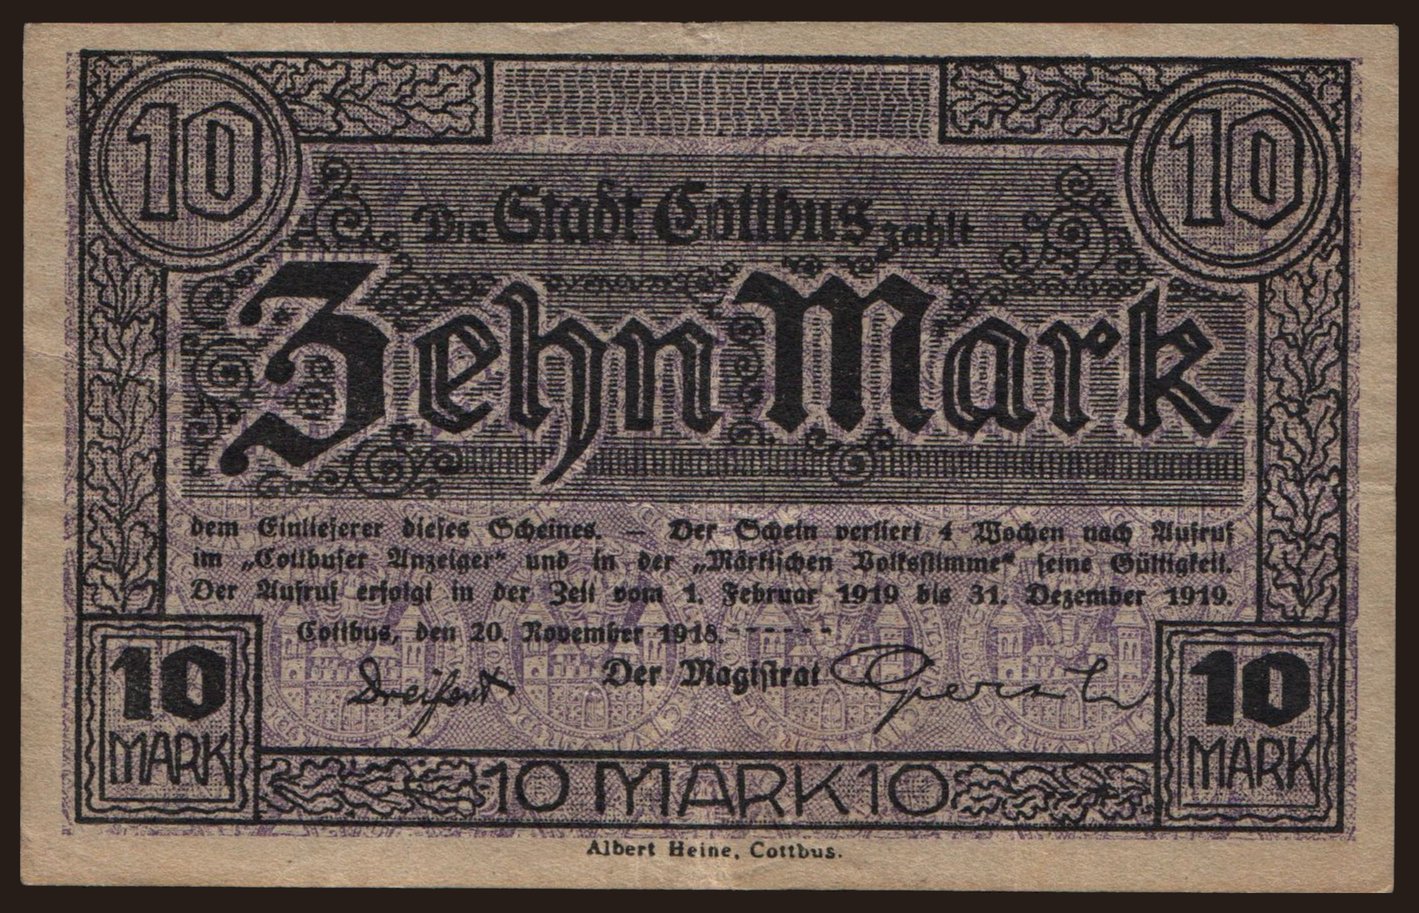 10
10
Die Stadt Cottbus zahlt
Zehn Mark
dem Einlieferer dieses Scheines. — Der Schein verliert 4 Wochen nach Aufruf
im „Cottbuser Anzeiger“ und in der „Märkischen Volksstimme“ seine Gültigkeit.
Der Aufruf erfolgt in der Zeit vom 1. Februar 1919 bis 31. Dezember 1919.
Cottbus, den 20. November 1918.-------
Der Magistrat
10 MARK
10 MARK 10
10 MARK
Albert Heine, Cottbus.